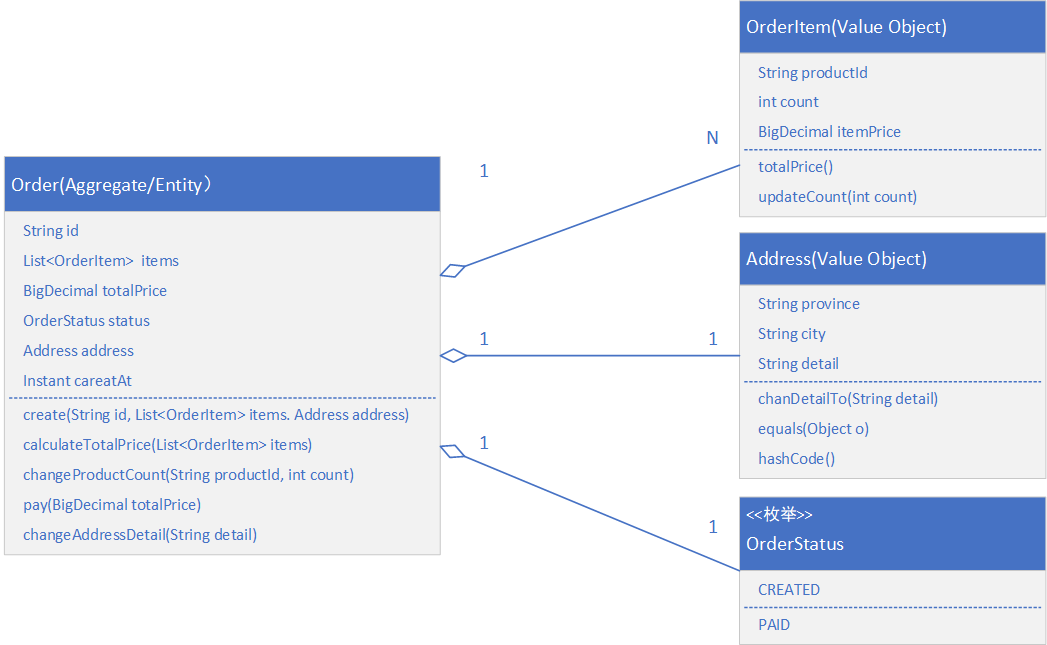 Order(Aggregate/Entity）
String id
List<OrderItem>  items
BigDecimal totalPrice
OrderStatus status
Address address
Instant careatAt
create(String id, List<OrderItem> items. Address address)
calculateTotalPrice(List<OrderItem> items)
changeProductCount(String productId, int count)
pay(BigDecimal totalPrice)
changeAddressDetail(String detail)
1
N
1
1
1
1
OrderItem(Value Object)
String productId
int count
BigDecimal itemPrice
totalPrice()
updateCount(int count)
Address(Value Object)
String province
String city
String detail
chanDetailTo(String detail)
equals(Object o)
hashCode()
<<枚举>>
OrderStatus
CREATED
PAID